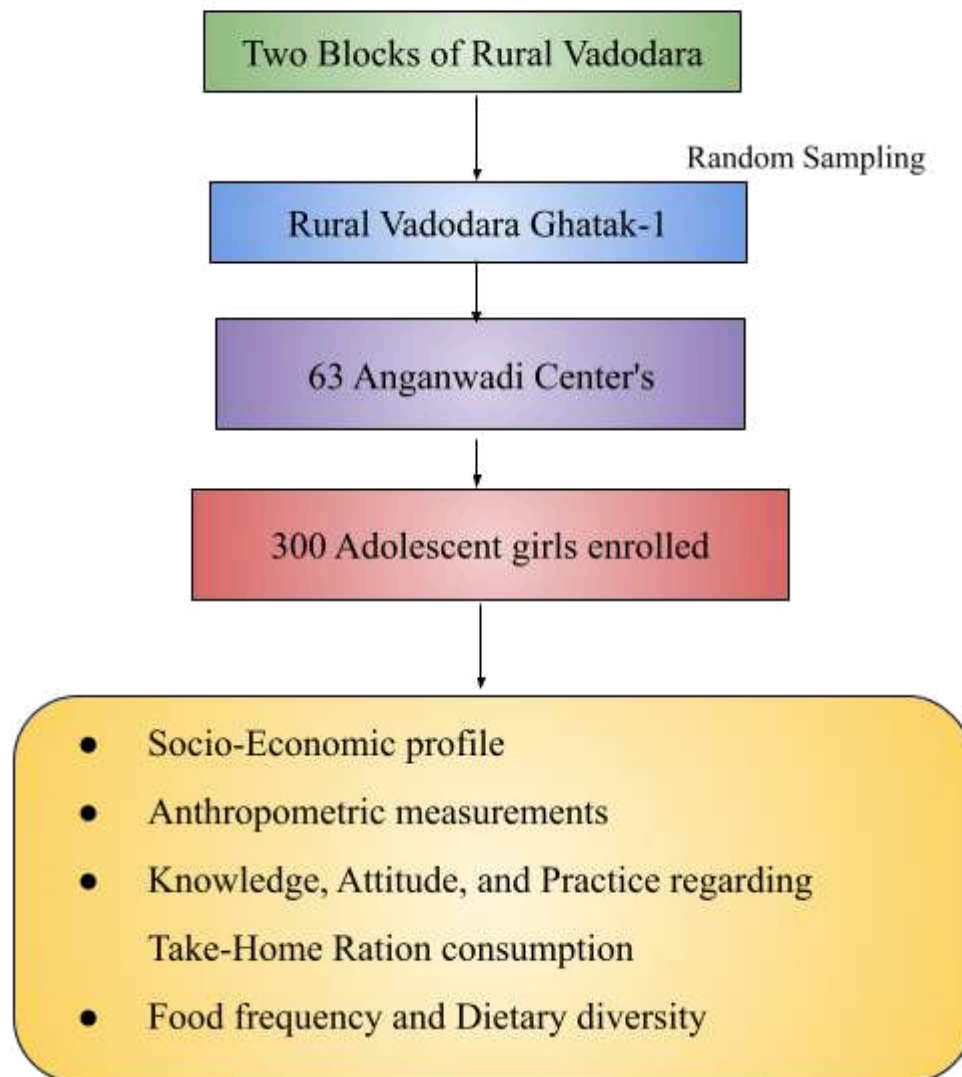 Two Blocks of Rural Vadodara
Random Sampling
Rural Vadodara Ghatak-1
63 Anganwadi Center's
300 Adolescent girls enrolled
● Socio-Economic profile
● Anthropometric measurements
● Knowledge, Attitude, and Practice regarding
Take-Home Ration consumption
● Food frequency and Dietary diversity